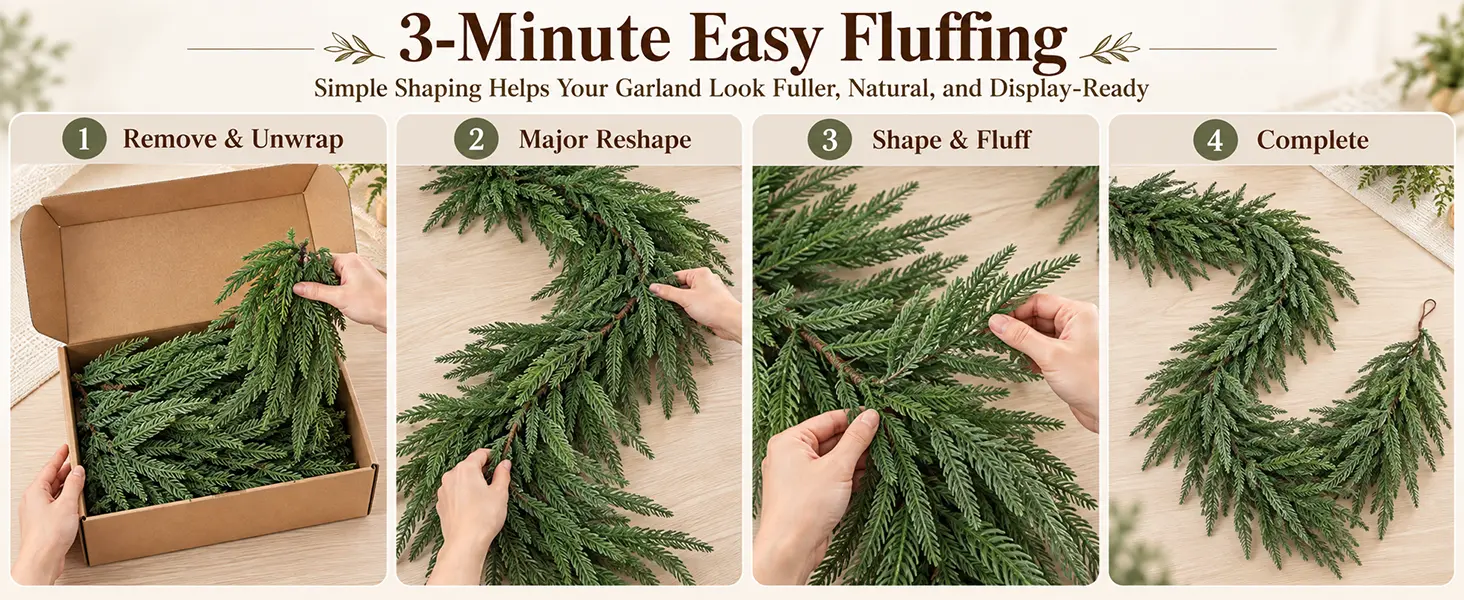 3-Minute Easy Fluffing
Simple Shaping Helps Your Garland Look Fuller, Natural, and Display-Ready
1 Remove & Unwrap
2 Major Reshape
3 Shape & Fluff
4 Complete